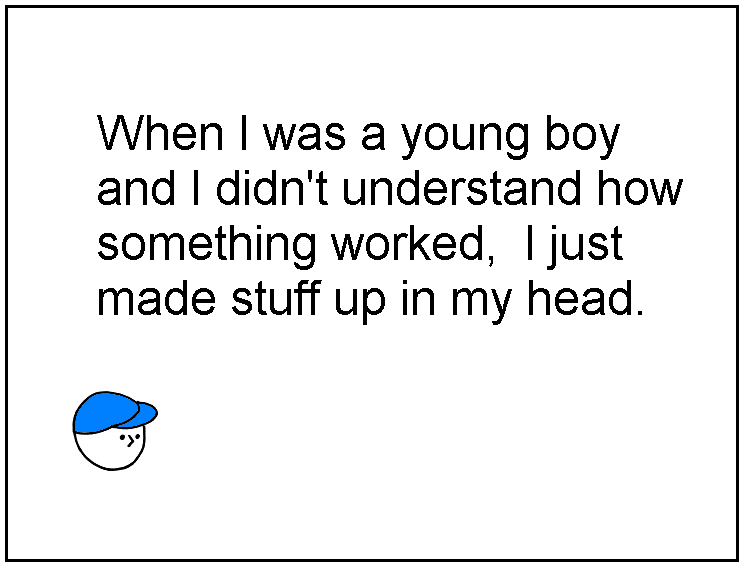 When I was a young boy
and I didn't understand how
something worked,  I just
made stuff up in my head.